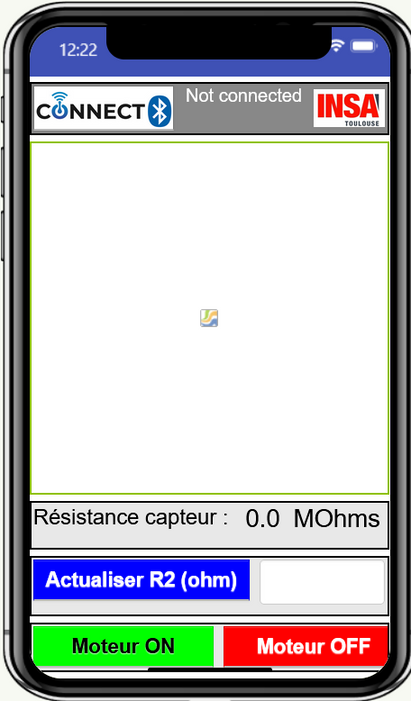 12:22
CONNECT
Not connected
INSA
TOULOUSE
Résistance capteur : 0.0 MOhms
Actualiser R2 (ohm)
Moteur ON
Moteur OFF